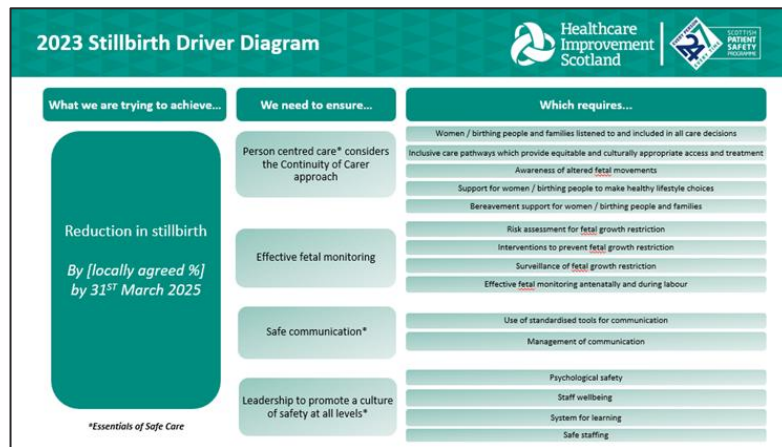 2023 Stillbirth Driver Diagram
Healthcare
Improvement
Scotland
SCOTTISH
PATIENT
SAFETY
PROGRAMME
What we are trying to achieve...
We need to ensure...
Which requires...
Reduction in stillbirth
By [locally agreed %]
by 31ST March 2025
*Essentials of Safe Care
Person centred care* considers
the Continuity of Carer
approach
Women / birthing people and families listened to and included in all care decisions
Inclusive care pathways which provide equitable and culturally appropriate access and treatment
Awareness of altered fetal movements
Support for women / birthing people to make healthy lifestyle choices
Bereavement support for women / birthing people and families
Effective fetal monitoring
Risk assessment for fetal growth restriction
Interventions to prevent fetal growth restriction
Surveillance of fetal growth restriction
Effective fetal monitoring antenatally and during labour
Safe communication*
Use of standardised tools for communication
Management of communication
Leadership to promote a culture
of safety at all levels*
Psychological safety
Staff wellbeing
System for learning
Safe staffing